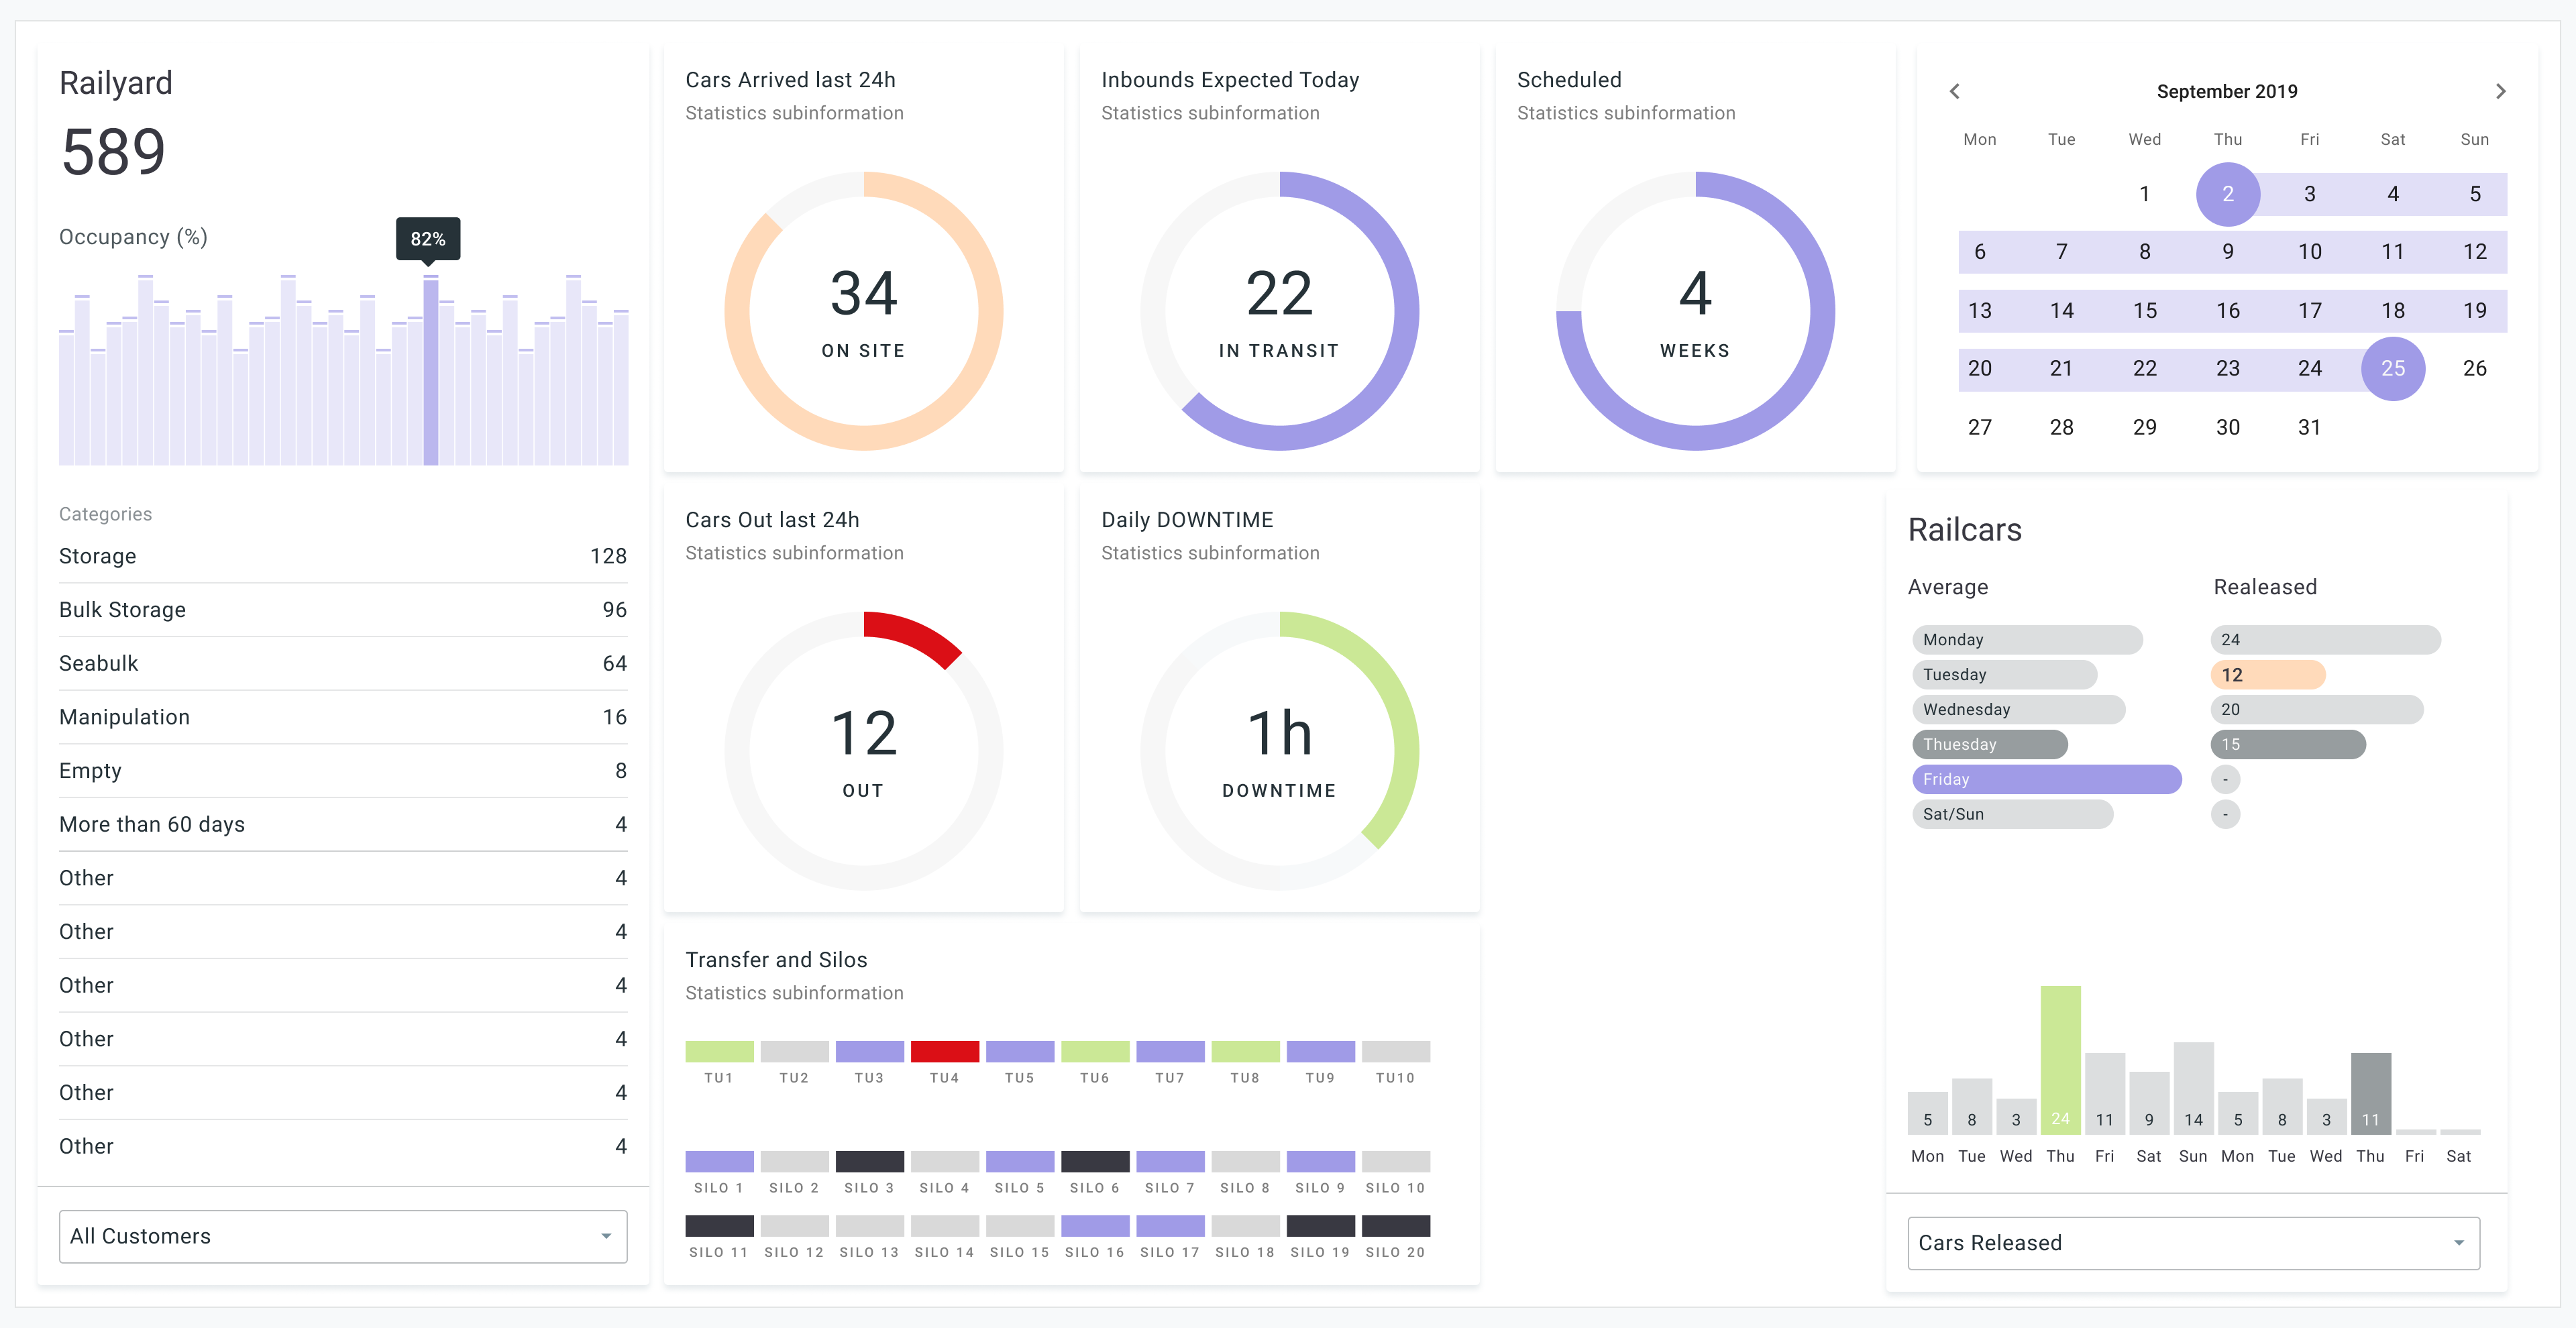 Railyard
589
Occupancy (%)
82%
Categories
Storage 128
Bulk Storage 96
Seabulk 64
Manipulation 16
Empty 8
More than 60 days 4
Other 4
Other 4
Other 4
Other 4
Other 4
Other 4
All Customers
Cars Arrived last 24h
Statistics subinformation
34
ON SITE
Inbounds Expected Today
Statistics subinformation
22
IN TRANSIT
Scheduled
Statistics subinformation
4
WEEKS
September 2019
Mon Tue Wed Thu Fri Sat Sun
1 2 3 4 5
6 7 8 9 10 11 12
13 14 15 16 17 18 19
20 21 22 23 24 25 26
27 28 29 30 31
Cars Out last 24h
Statistics subinformation
12
OUT
Daily DOWNTIME
Statistics subinformation
1h
DOWNTIME
Transfer and Silos
Statistics subinformation
TU1 TU2 TU3 TU4 TU5 TU6 TU7 TU8 TU9 TU10
SILO 1 SILO 2 SILO 3 SILO 4 SILO 5 SILO 6 SILO 7 SILO 8 SILO 9 SILO 10
SILO 11 SILO 12 SILO 13 SILO 14 SILO 15 SILO 16 SILO 17 SILO 18 SILO 19 SILO 20
Railcars
Average Realeased
Monday 24
Tuesday 12
Wednesday 20
Thuesday 15
Friday -
Sat/Sun -
5 8 3 24 11 9 14 5 8 3 11
Mon Tue Wed Thu Fri Sat Sun Mon Tue Wed Thu Fri Sat
Cars Released